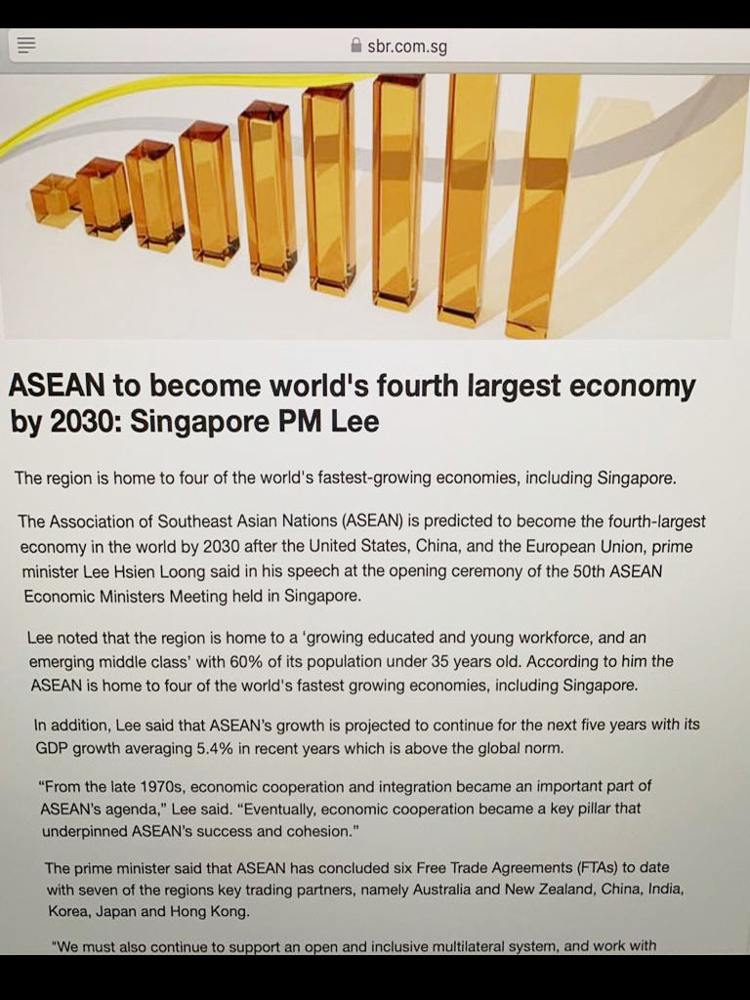 sbr.com.sg
ASEAN to become world's fourth largest economy
by 2030: Singapore PM Lee
The region is home to four of the world's fastest-growing economies, including Singapore.
The Association of Southeast Asian Nations (ASEAN) is predicted to become the fourth-largest
economy in the world by 2030 after the United States, China, and the European Union, prime
minister Lee Hsien Loong said in his speech at the opening ceremony of the 50th ASEAN
Economic Ministers Meeting held in Singapore.
Lee noted that the region is home to a ‘growing educated and young workforce, and an
emerging middle class’ with 60% of its population under 35 years old. According to him the
ASEAN is home to four of the world's fastest growing economies, including Singapore.
In addition, Lee said that ASEAN’s growth is projected to continue for the next five years with its
GDP growth averaging 5.4% in recent years which is above the global norm.
“From the late 1970s, economic cooperation and integration became an important part of
ASEAN’s agenda,” Lee said. “Eventually, economic cooperation became a key pillar that
underpinned ASEAN’s success and cohesion.”
The prime minister said that ASEAN has concluded six Free Trade Agreements (FTAs) to date
with seven of the regions key trading partners, namely Australia and New Zealand, China, India,
Korea, Japan and Hong Kong.
"We must also continue to support an open and inclusive multilateral system, and work with